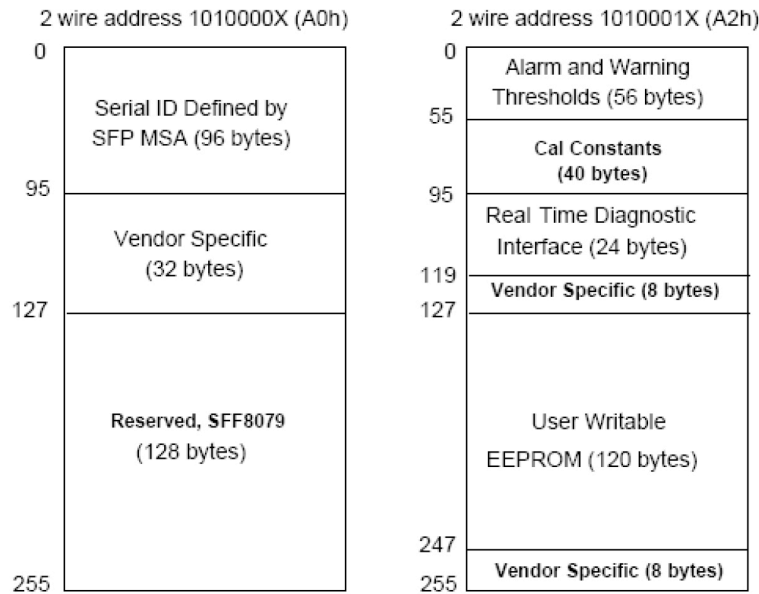 2 wire address 1010000X (A0h)
0
Serial ID Defined by
SFP MSA (96 bytes)
95
Vendor Specific
(32 bytes)
127
Reserved, SFF8079
(128 bytes)
255
2 wire address 1010001X (A2h)
0
Alarm and Warning
Thresholds (56 bytes)
55
Cal Constants
(40 bytes)
95
Real Time Diagnostic
Interface (24 bytes)
119
Vendor Specific (8 bytes)
127
User Writable
EEPROM (120 bytes)
247
Vendor Specific (8 bytes)
255